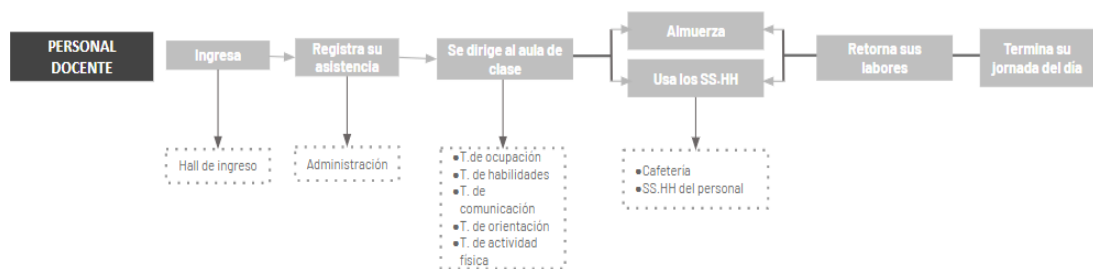 PERSONAL
DOCENTE
Ingresa
Registra su
asistencia
Se dirige al aula de
clase
Almuerza
Usa los SS.HH
Retorna sus
labores
Termina su
jornada del día
Hall de ingreso
Administración
●T.de ocupación
●T. de habilidades
●T. de
comunicación
●T. de orientación
●T. de actividad
física
●Cafetería
●SS.HH del personal